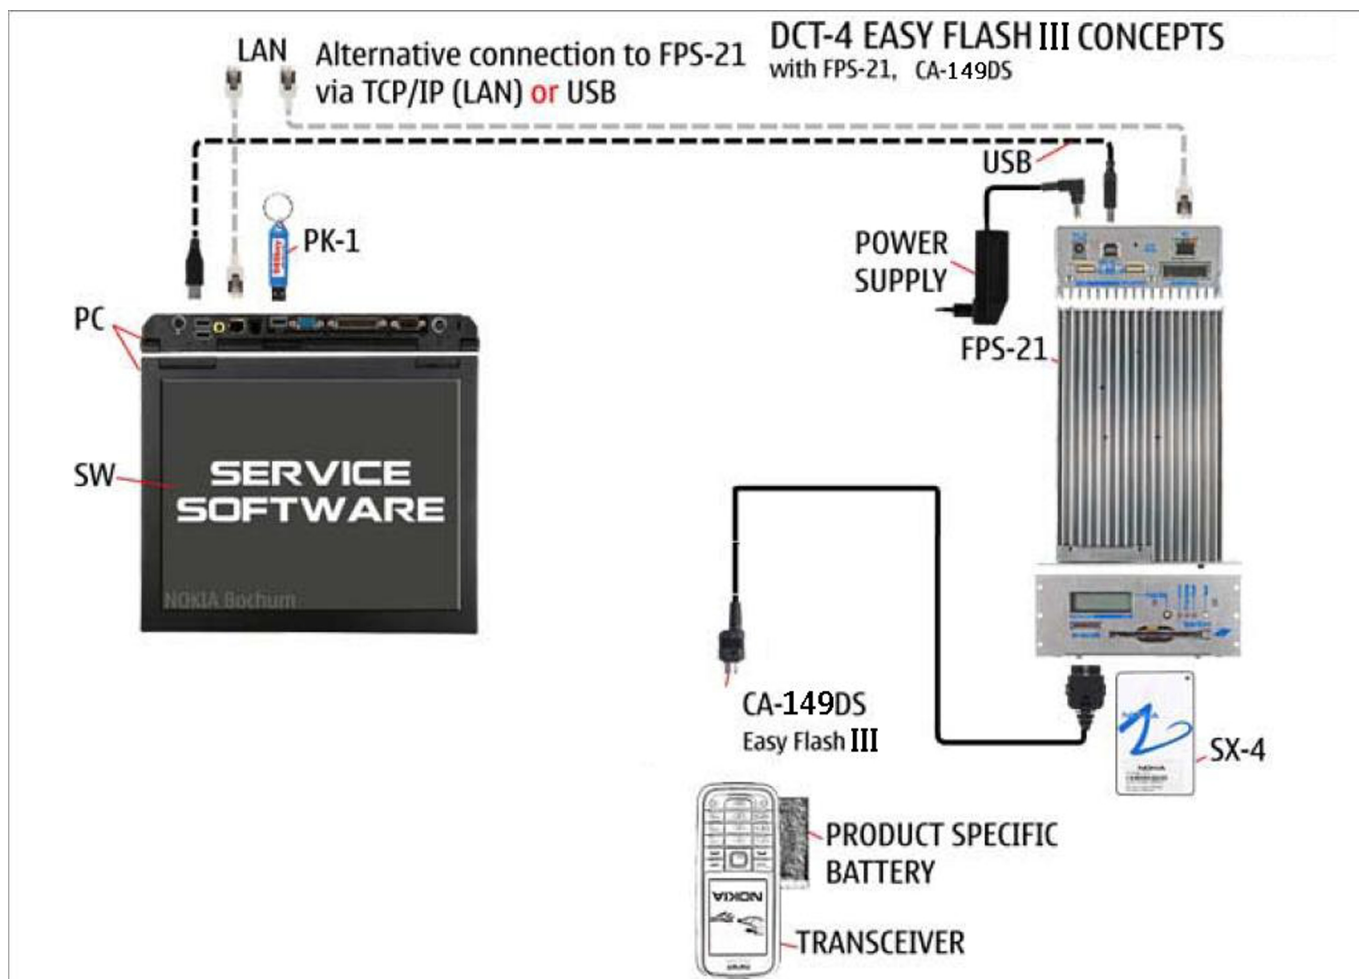 LAN
Alternative connection to FPS-21
via TCP/IP (LAN) or USB
DCT-4 EASY FLASH III CONCEPTS
with FPS-21, CA-149DS
USB
PK-1
POWER
SUPPLY
PC
FPS-21
SW
SERVICE
SOFTWARE
NOKIA Bochum
CA-149DS
Easy Flash III
NOKIA
SX-4
PRODUCT SPECIFIC
BATTERY
NOKIA
TRANSCEIVER